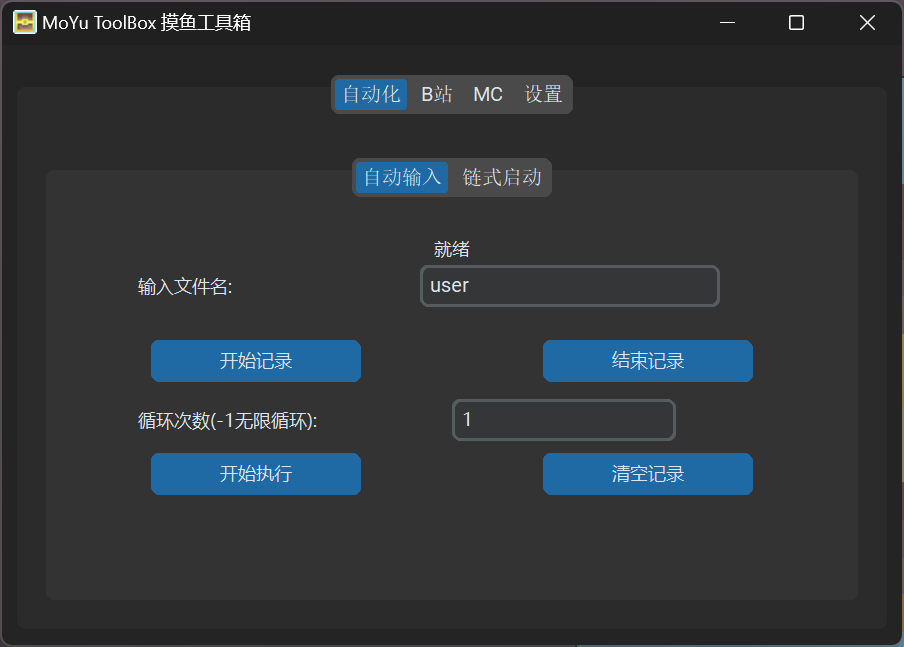 MoYu ToolBox 摸鱼工具箱
自动化 B站 MC 设置
自动输入 链式启动
就绪
输入文件名: user
开始记录 结束记录
循环次数(-1无限循环): 1
开始执行 清空记录